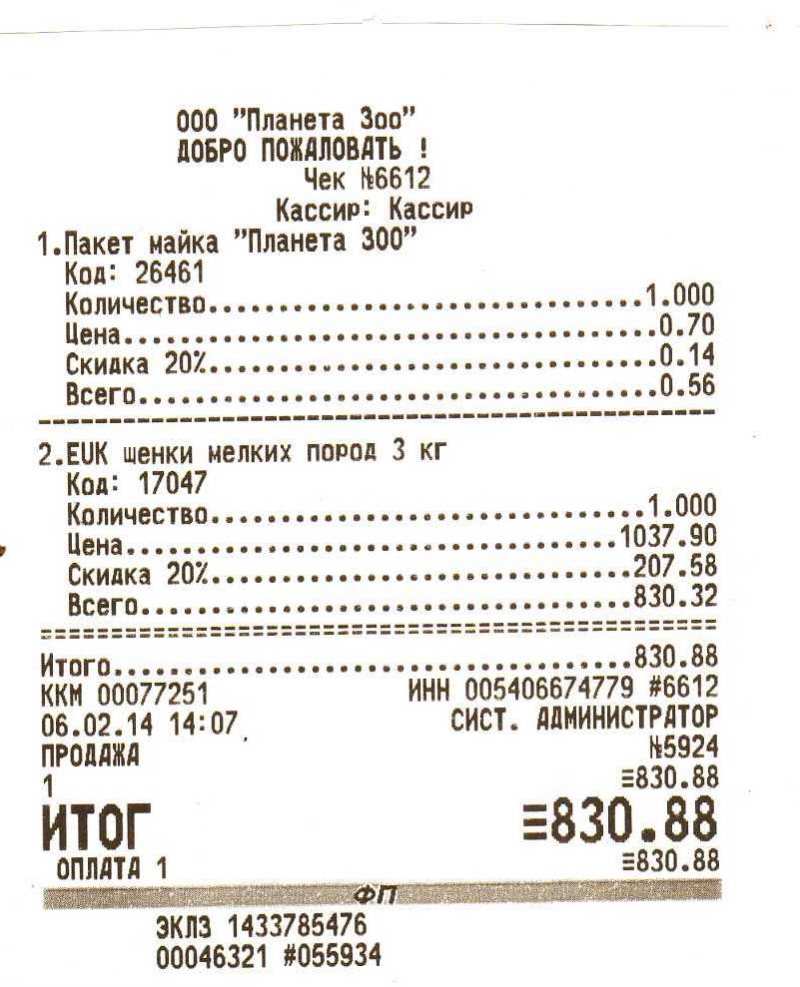 ООО "Планета Зоо"
ДОБРО ПОЖАЛОВАТЬ !
Чек №6612
Кассир: Кассир
1.Пакет майка "Планета ЗОО"
Код: 26461
Количество...............................1.000
Цена......................................0.70
Скидка 20%................................0.14
Всего.....................................0.56
------------------------------------------------
2.EUK щенки мелких пород 3 кг
Код: 17047
Количество...............................1.000
Цена...................................1037.90
Скидка 20%..............................207.58
Всего...................................830.32
================================================
Итого.....................................830.88
ККМ 00077251 ИНН 005406674779 #6612
06.02.14 14:07 СИСТ. АДМИНИСТРАТОР
ПРОДАЖА №5924
1 ≡830.88
ИТОГ ≡830.88
ОПЛАТА 1 ≡830.88
ФП
ЭКЛЗ 1433785476
00046321 #055934